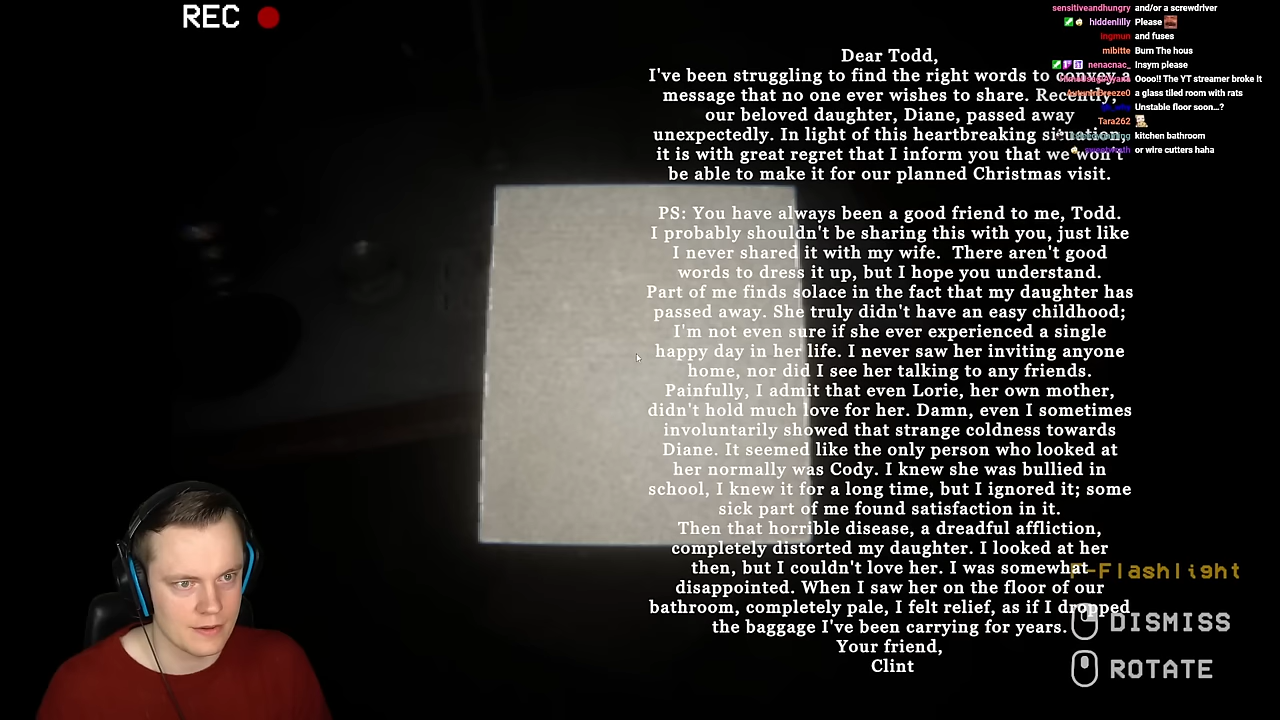 REC
Dear Todd,
I've been struggling to find the right words to convey a
message that no one ever wishes to share. Recently,
our beloved daughter, Diane, passed away
unexpectedly. In light of this heartbreaking situation,
it is with great regret that I inform you that we won't
be able to make it for our planned Christmas visit.
PS: You have always been a good friend to me, Todd.
I probably shouldn't be sharing this with you, just like
I never shared it with my wife. There aren't good
words to dress it up, but I hope you understand.
Part of me finds solace in the fact that my daughter has
passed away. She truly didn't have an easy childhood;
I'm not even sure if she ever experienced a single
happy day in her life. I never saw her inviting anyone
home, nor did I see her talking to any friends.
Painfully, I admit that even Lorie, her own mother,
didn't hold much love for her. Damn, even I sometimes
involuntarily showed that strange coldness towards
Diane. It seemed like the only person who looked at
her normally was Cody. I knew she was bullied in
school, I knew it for a long time, but I ignored it; some
sick part of me found satisfaction in it.
Then that horrible disease, a dreadful affliction,
completely distorted my daughter. I looked at her
then, but I couldn't love her. I was somewhat
disappointed. When I saw her on the floor of our
bathroom, completely pale, I felt relief, as if I dropped
the baggage I've been carrying for years.
Your friend,
Clint
sensitiveandhungry and/or a screwdriver
hiddenlilly Please
ingmun and fuses
mibitte Burn The hous
nenacnac_ Insym please
Oooo!! The YT streamer broke it
a glass tiled room with rats
Unstable floor soon...?
Tara262
kitchen bathroom
or wire cutters haha
F-Flashlight
DISMISS
ROTATE